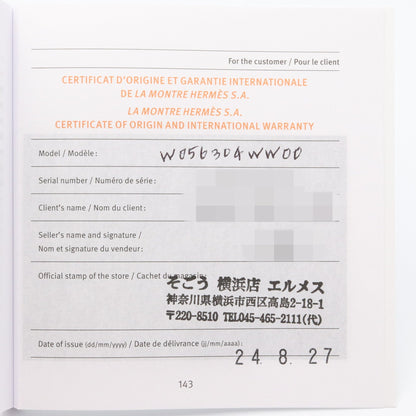 For the customer / Pour le client
CERTIFICAT D'ORIGINE ET GARANTIE INTERNATIONALE
DE LA MONTRE HERMÈS S.A.
LA MONTRE HERMÈS S.A.
CERTIFICATE OF ORIGIN AND INTERNATIONAL WARRANTY
Model / Modèle: W056304WW00
Serial number / Numéro de série:
Client's name / Nom du client:
Seller's name and signature /
Nom et signature du vendeur:
Official stamp of the store / Cachet du magasin:
そごう 横浜店 エルメス
神奈川県横浜市西区高島2-18-1
〒220-8510 TEL045-465-2111(代)
Date of issue (dd/mm/yyyy) / Date de délivrance (jj/mm/aaaa): 24. 8. 27
143